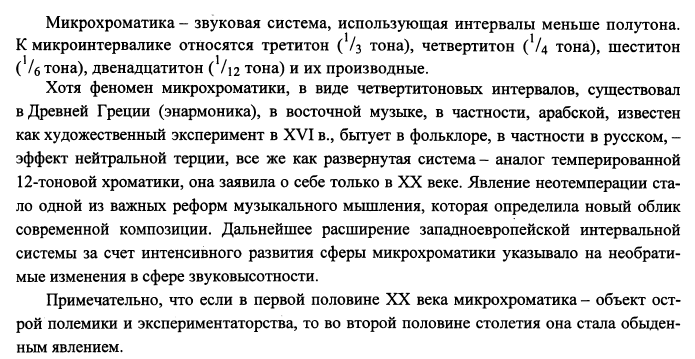 Микрохроматика – звуковая система, использующая интервалы меньше полутона.
К микроинтервалике относятся третитон (1/3 тона), четвертитон (1/4 тона), шеститон
(1/6 тона), двенадцатитон (1/12 тона) и их производные.
Хотя феномен микрохроматики, в виде четвертитоновых интервалов, существовал
в Древней Греции (энармоника), в восточной музыке, в частности, арабской, известен
как художественный эксперимент в XVI в., бытует в фольклоре, в частности в русском, –
эффект нейтральной терции, все же как развернутая система – аналог темперированной
12-тоновой хроматики, она заявила о себе только в XX веке. Явление неотемперации ста-
ло одной из важных реформ музыкального мышления, которая определила новый облик
современной композиции. Дальнейшее расширение западноевропейской интервальной
системы за счет интенсивного развития сферы микрохроматики указывало на необрати-
мые изменения в сфере звуковысотности.
Примечательно, что если в первой половине XX века микрохроматика – объект ост-
рой полемики и экспериментаторства, то во второй половине столетия она стала обыден-
ным явлением.